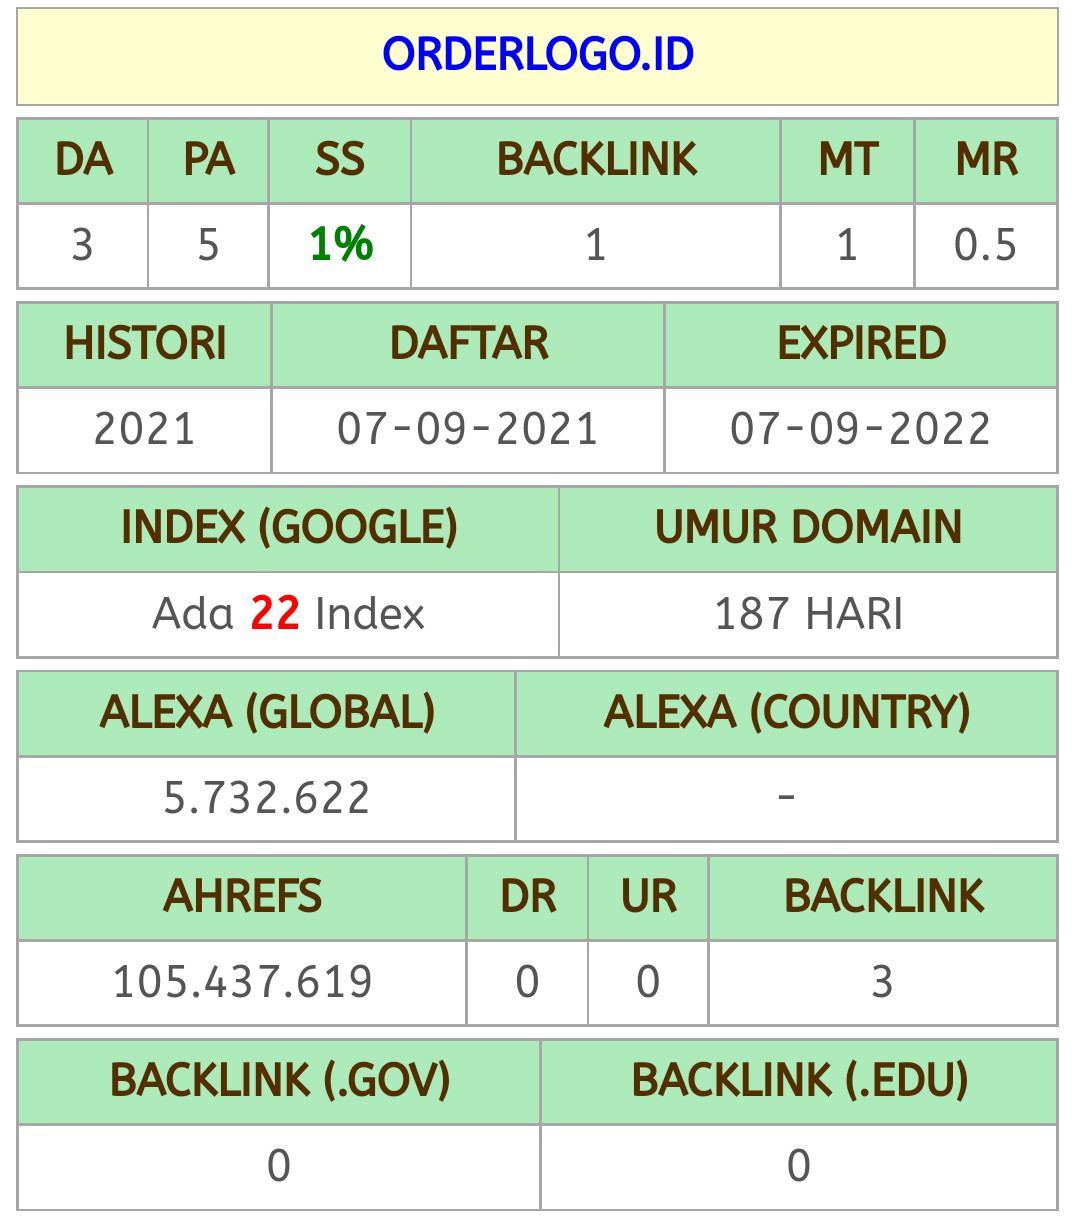 ORDERLOGO.ID
DA PA SS BACKLINK MT MR
3 5 1% 1 1 0.5
HISTORI DAFTAR EXPIRED
2021 07-09-2021 07-09-2022
INDEX (GOOGLE) UMUR DOMAIN
Ada 22 Index 187 HARI
ALEXA (GLOBAL) ALEXA (COUNTRY)
5.732.622 -
AHREFS DR UR BACKLINK
105.437.619 0 0 3
BACKLINK (.GOV) BACKLINK (.EDU)
0 0